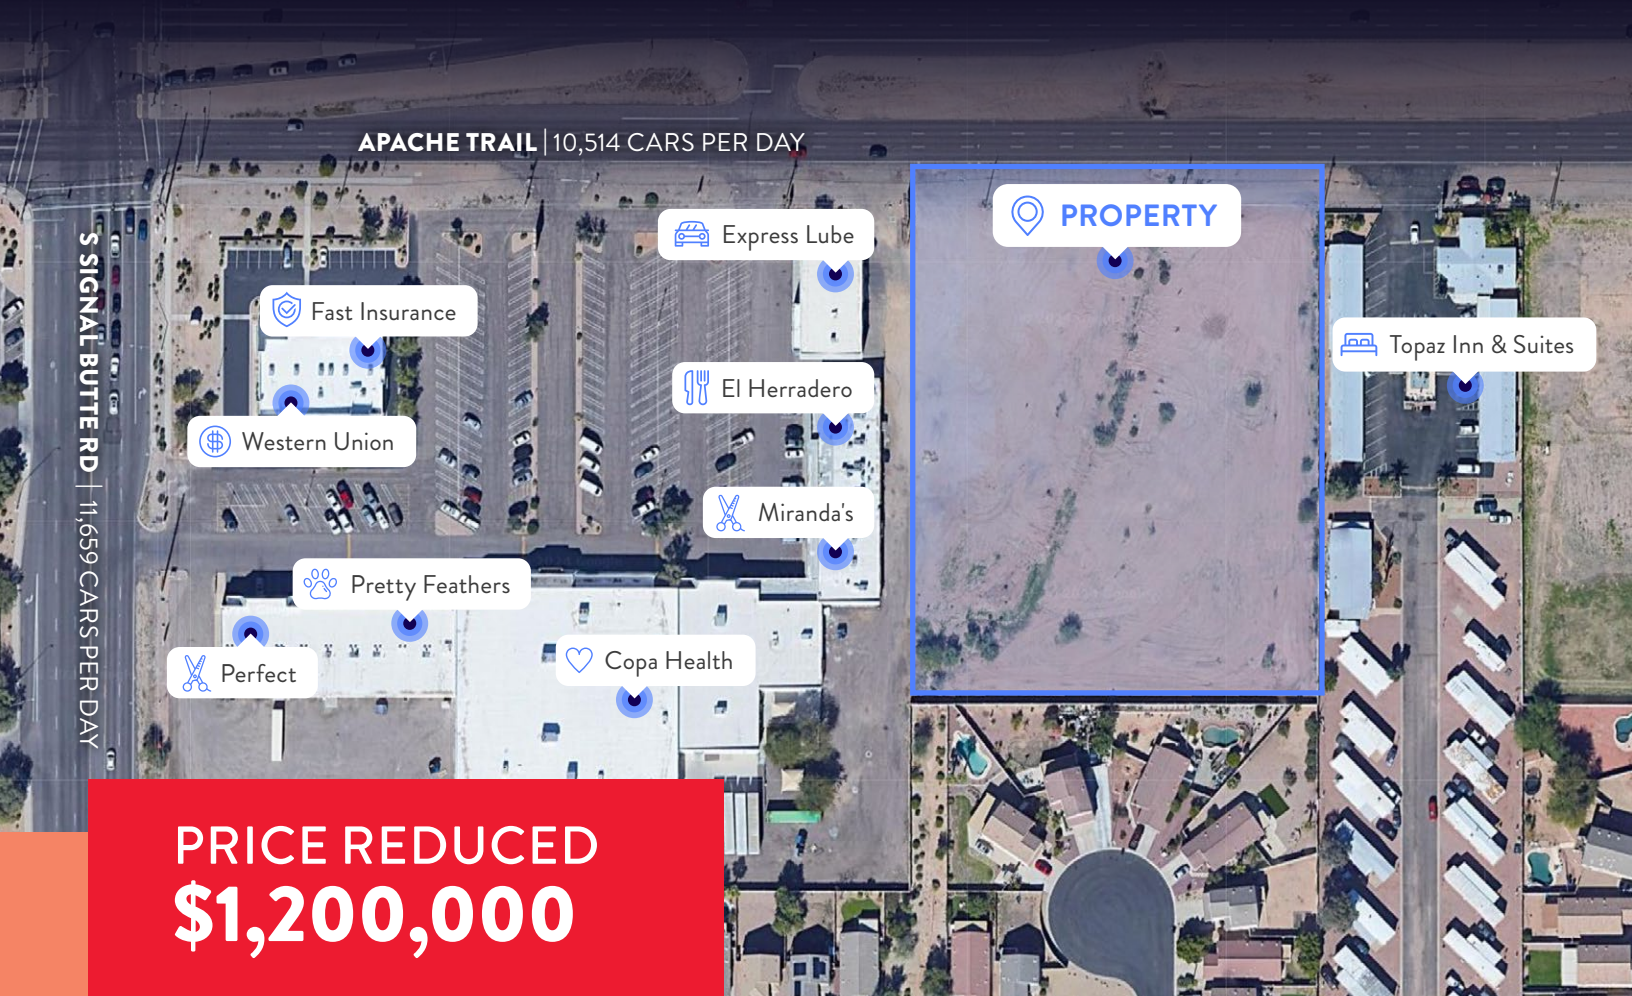 APACHE TRAIL | 10,514 CARS PER DAY
S SIGNAL BUTTE RD | 11,659 CARS PER DAY
PROPERTY
Express Lube
Fast Insurance
Topaz Inn & Suites
El Herradero
Western Union
Miranda's
Pretty Feathers
Copa Health
Perfect
PRICE REDUCED
$1,200,000